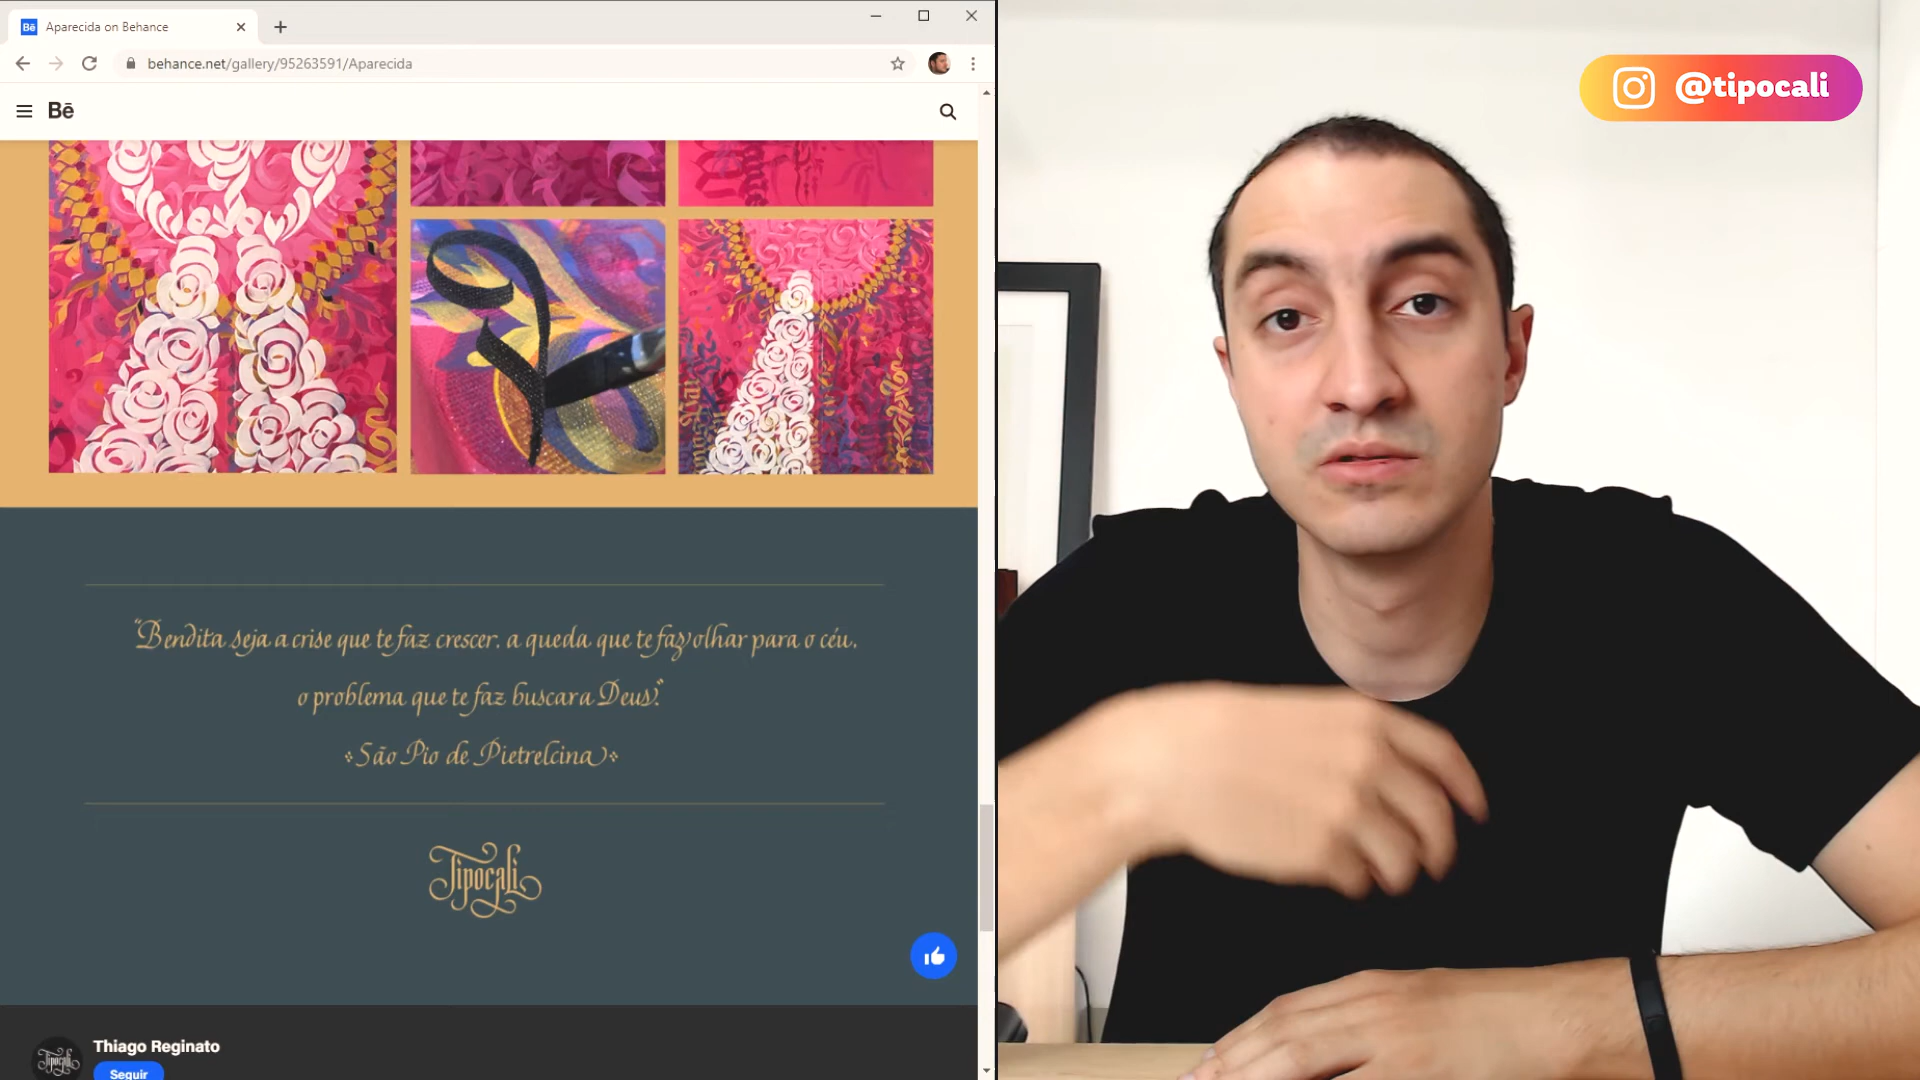 Bē Aparecida on Behance
behance.net/gallery/95263591/Aparecida
Bē
@tipocali
"Bendita seja a crise que te faz crescer, a queda que te faz olhar para o céu,
o problema que te faz buscar a Deus."
São Pio de Pietrelcina
Tipocali
Tipocali
Thiago Reginato
Seguir